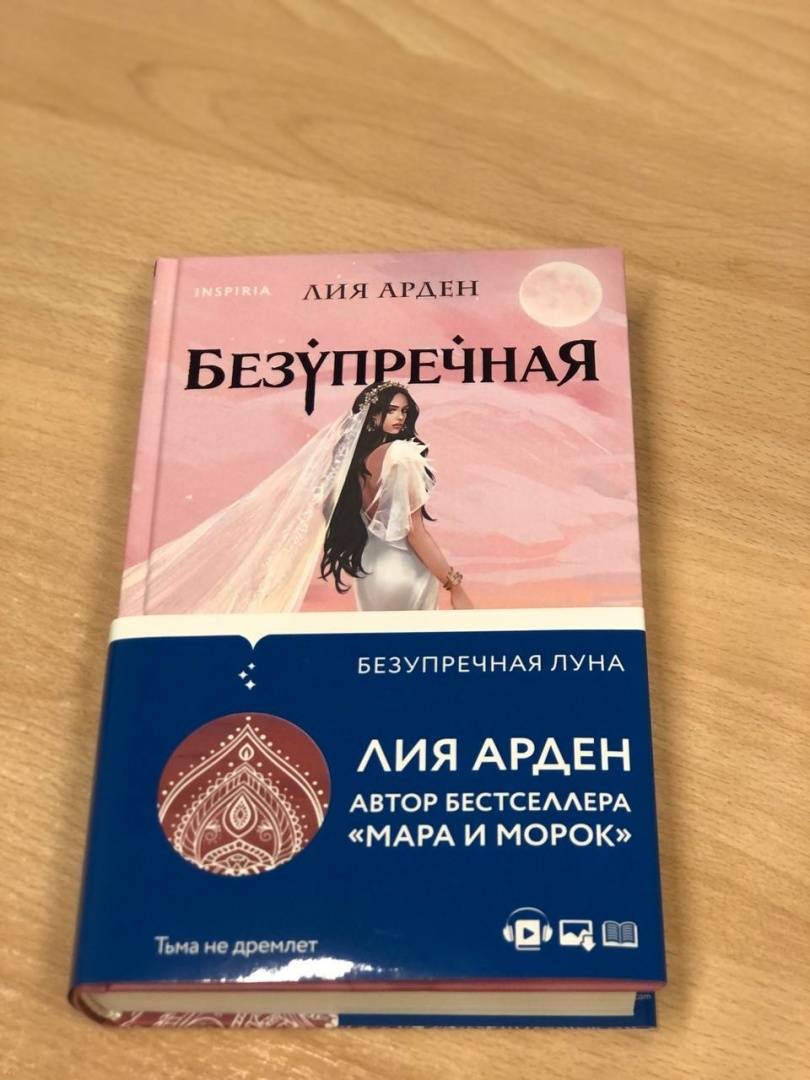 INSPIRIA
ЛИЯ АРДЕН
БЕЗУПРЕЧНАЯ
БЕЗУПРЕЧНАЯ ЛУНА
ЛИЯ АРДЕН
АВТОР БЕСТСЕЛЛЕРА
«МАРА И МОРОК»
Тьма не дремлет